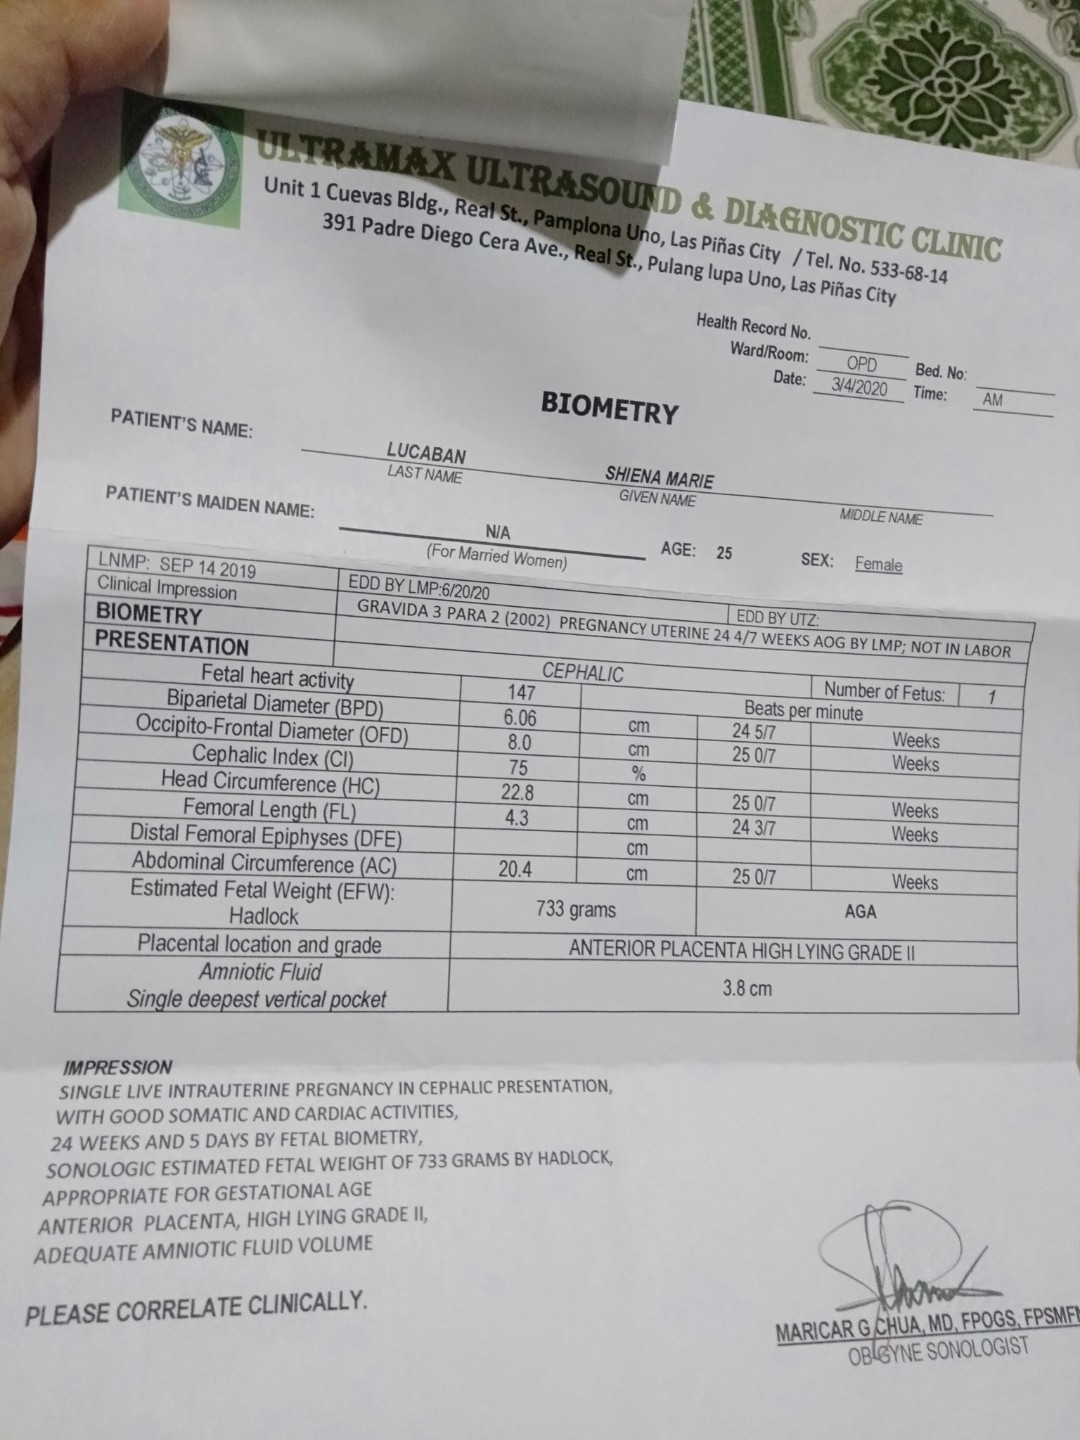 ULTRAMAX ULTRASOUND & DIAGNOSTIC CLINIC
Unit 1 Cuevas Bldg., Real St., Pamplona Uno, Las Piñas City / Tel. No. 533-68-14
391 Padre Diego Cera Ave., Real St., Pulang lupa Uno, Las Piñas City
Health Record No.
Ward/Room: OPD Bed. No:
Date: 3/4/2020 Time: AM
BIOMETRY
PATIENT'S NAME: LUCABAN SHIENA MARIE
LAST NAME GIVEN NAME MIDDLE NAME
PATIENT'S MAIDEN NAME: N/A AGE: 25 SEX: Female
(For Married Women)
LNMP: SEP 14 2019 EDD BY LMP:6/20/20 EDD BY UTZ:
Clinical Impression GRAVIDA 3 PARA 2 (2002) PREGNANCY UTERINE 24 4/7 WEEKS AOG BY LMP; NOT IN LABOR
BIOMETRY
PRESENTATION CEPHALIC Number of Fetus: 1
Fetal heart activity 147 Beats per minute
Biparietal Diameter (BPD) 6.06 cm 24 5/7 Weeks
Occipito-Frontal Diameter (OFD) 8.0 cm 25 0/7 Weeks
Cephalic Index (CI) 75 %
Head Circumference (HC) 22.8 cm 25 0/7 Weeks
Femoral Length (FL) 4.3 cm 24 3/7 Weeks
Distal Femoral Epiphyses (DFE) cm
Abdominal Circumference (AC) 20.4 cm 25 0/7 Weeks
Estimated Fetal Weight (EFW):
Hadlock 733 grams AGA
Placental location and grade ANTERIOR PLACENTA HIGH LYING GRADE II
Amniotic Fluid
Single deepest vertical pocket 3.8 cm
IMPRESSION
SINGLE LIVE INTRAUTERINE PREGNANCY IN CEPHALIC PRESENTATION,
WITH GOOD SOMATIC AND CARDIAC ACTIVITIES,
24 WEEKS AND 5 DAYS BY FETAL BIOMETRY,
SONOLOGIC ESTIMATED FETAL WEIGHT OF 733 GRAMS BY HADLOCK,
APPROPRIATE FOR GESTATIONAL AGE
ANTERIOR PLACENTA, HIGH LYING GRADE II,
ADEQUATE AMNIOTIC FLUID VOLUME
PLEASE CORRELATE CLINICALLY.
MARICAR G CHUA, MD, FPOGS, FPSMFM
OB-GYNE SONOLOGIST